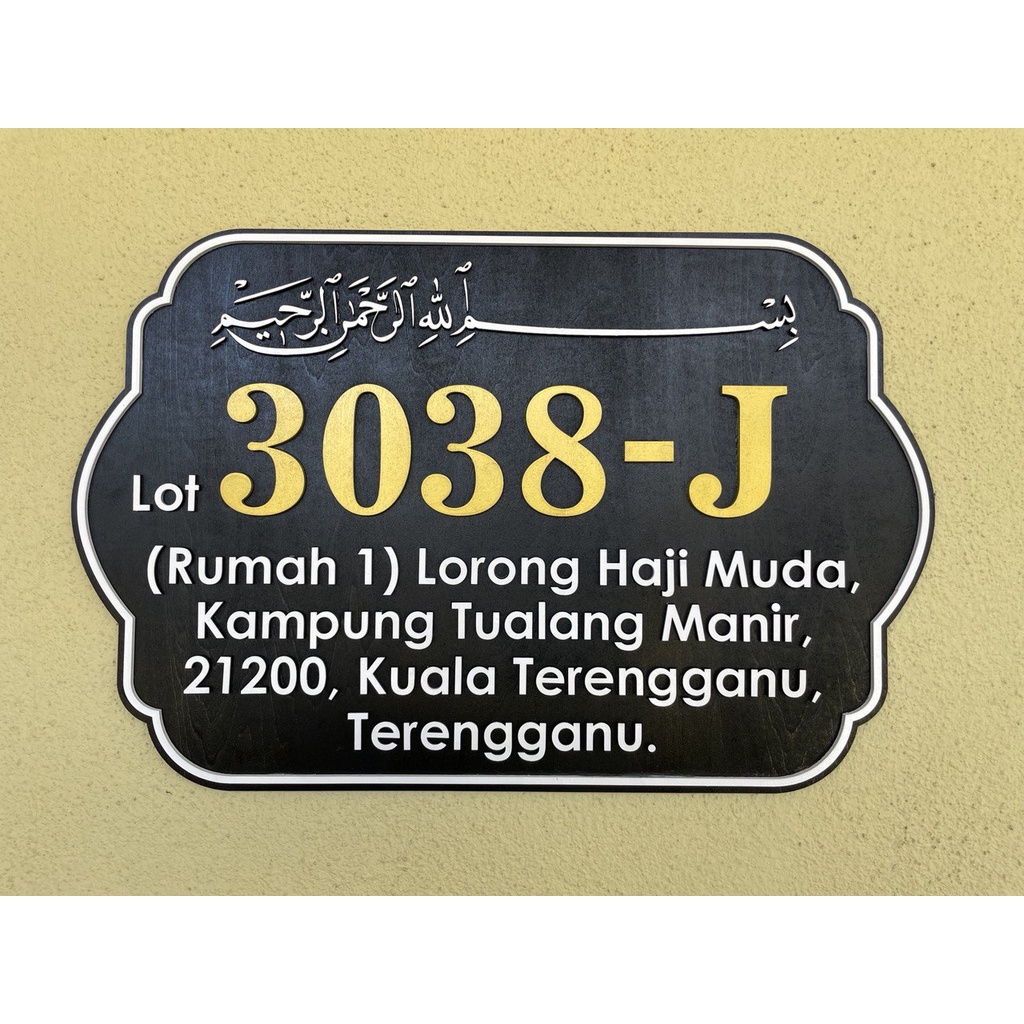 بِسْمِ ٱللَّهِ ٱلرَّحْمَٰنِ ٱلرَّحِيمِ
Lot 3038-J
(Rumah 1) Lorong Haji Muda,
Kampung Tualang Manir,
21200, Kuala Terengganu,
Terengganu.